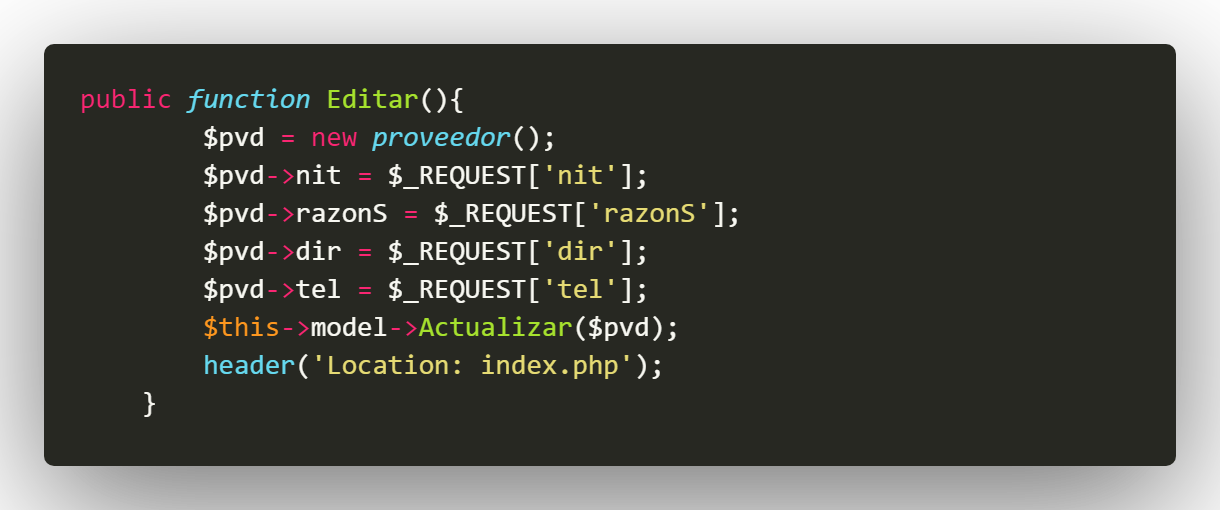 public function Editar(){
        $pvd = new proveedor();
        $pvd->nit = $_REQUEST['nit'];
        $pvd->razonS = $_REQUEST['razonS'];
        $pvd->dir = $_REQUEST['dir'];
        $pvd->tel = $_REQUEST['tel'];
        $this->model->Actualizar($pvd);
        header('Location: index.php');
    }